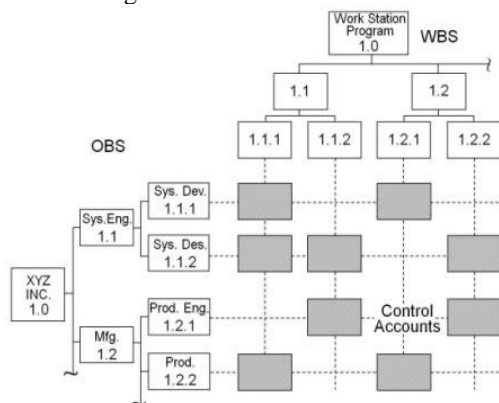 Work Station
Program
1.0
WBS
1.1
1.2
1.1.1
1.1.2
1.2.1
1.2.2
OBS
Sys. Dev.
1.1.1
Sys.Eng.
1.1
Sys. Des.
1.1.2
XYZ
INC.
1.0
Prod. Eng.
1.2.1
Control
Accounts
Mfg.
1.2
Prod.
1.2.2